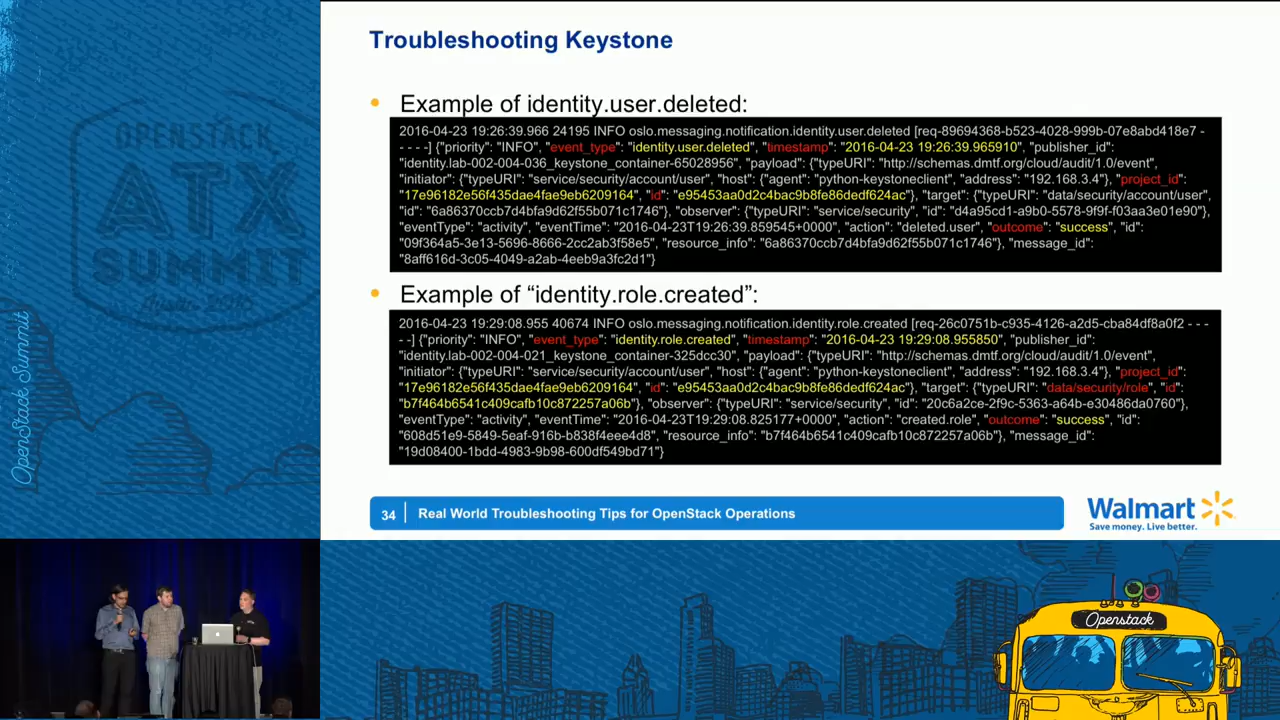 Troubleshooting Keystone
• Example of identity.user.deleted:
2016-04-23 19:26:39.966 24195 INFO oslo.messaging.notification.identity.user.deleted [req-89694368-b523-4028-999b-07e8abd418e7 -
- - - -] {"priority": "INFO", "event_type": "identity.user.deleted", "timestamp": "2016-04-23 19:26:39.965910", "publisher_id":
"identity.lab-002-004-036_keystone_container-65028956", "payload": {"typeURI": "http://schemas.dmtf.org/cloud/audit/1.0/event",
"initiator": {"typeURI": "service/security/account/user", "host": {"agent": "python-keystoneclient", "address": "192.168.3.4"}, "project_id":
"17e96182e56f435dae4fae9eb6209164", "id": "e95453aa0d2c4bac9b8fe86dedf624ac"}, "target": {"typeURI": "data/security/account/user",
"id": "6a86370ccb7d4bfa9d62f55b071c1746"}, "observer": {"typeURI": "service/security", "id": "d4a95cd1-a9b0-5578-9f9f-f03aa3e01e90"},
"eventType": "activity", "eventTime": "2016-04-23T19:26:39.859545+0000", "action": "deleted.user", "outcome": "success", "id":
"09f364a5-3e13-5696-8666-2cc2ab3f58e5", "resource_info": "6a86370ccb7d4bfa9d62f55b071c1746"}, "message_id":
"8aff616d-3c05-4049-a2ab-4eeb9a3fc2d1"}
• Example of “identity.role.created”:
2016-04-23 19:29:08.955 40674 INFO oslo.messaging.notification.identity.role.created [req-26c0751b-c935-4126-a2d5-cba84df8a0f2 - - -
- -] {"priority": "INFO", "event_type": "identity.role.created", "timestamp": "2016-04-23 19:29:08.955850", "publisher_id":
"identity.lab-002-004-021_keystone_container-325dcc30", "payload": {"typeURI": "http://schemas.dmtf.org/cloud/audit/1.0/event",
"initiator": {"typeURI": "service/security/account/user", "host": {"agent": "python-keystoneclient", "address": "192.168.3.4"}, "project_id":
"17e96182e56f435dae4fae9eb6209164", "id": "e95453aa0d2c4bac9b8fe86dedf624ac"}, "target": {"typeURI": "data/security/role", "id":
"b7f464b6541c409cafb10c872257a06b"}, "observer": {"typeURI": "service/security", "id": "20c6a2ce-2f9c-5363-a64b-e30486da0760"},
"eventType": "activity", "eventTime": "2016-04-23T19:29:08.825177+0000", "action": "created.role", "outcome": "success", "id":
"608d51e9-5849-5eaf-916b-b838f4eee4d8", "resource_info": "b7f464b6541c409cafb10c872257a06b"}, "message_id":
"19d08400-1bdd-4983-9b98-600df549bd71"}
34 Real World Troubleshooting Tips for OpenStack Operations
Walmart
Save money. Live better.
OPENSTACK
ATX
SUMMIT
OpenStack Summit
Openstack